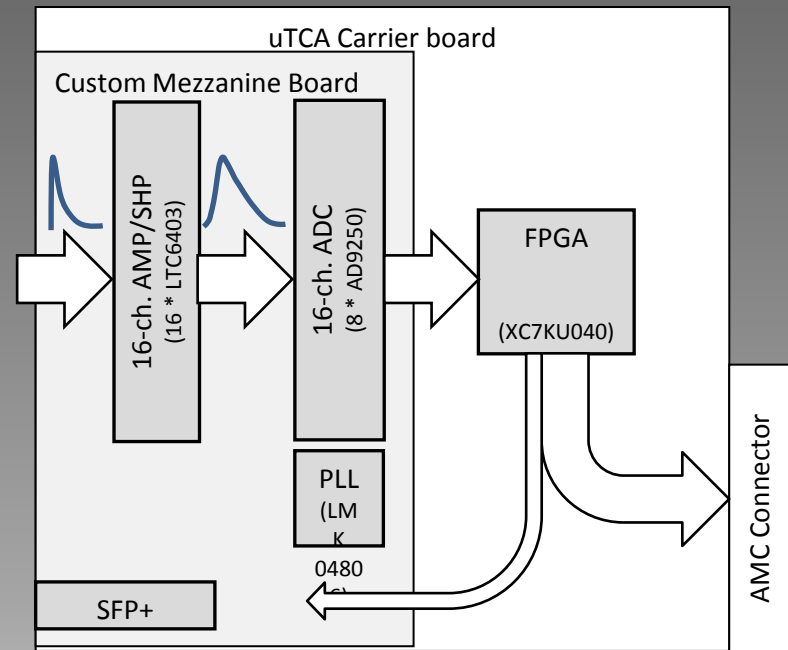 uTCA Carrier board
Custom Mezzanine Board
16-ch. AMP/SHP
(16 * LTC6403)
16-ch. ADC
(8 * AD9250)
FPGA
(XC7KU040)
PLL
(LM
K
0480
SFP+
AMC Connector